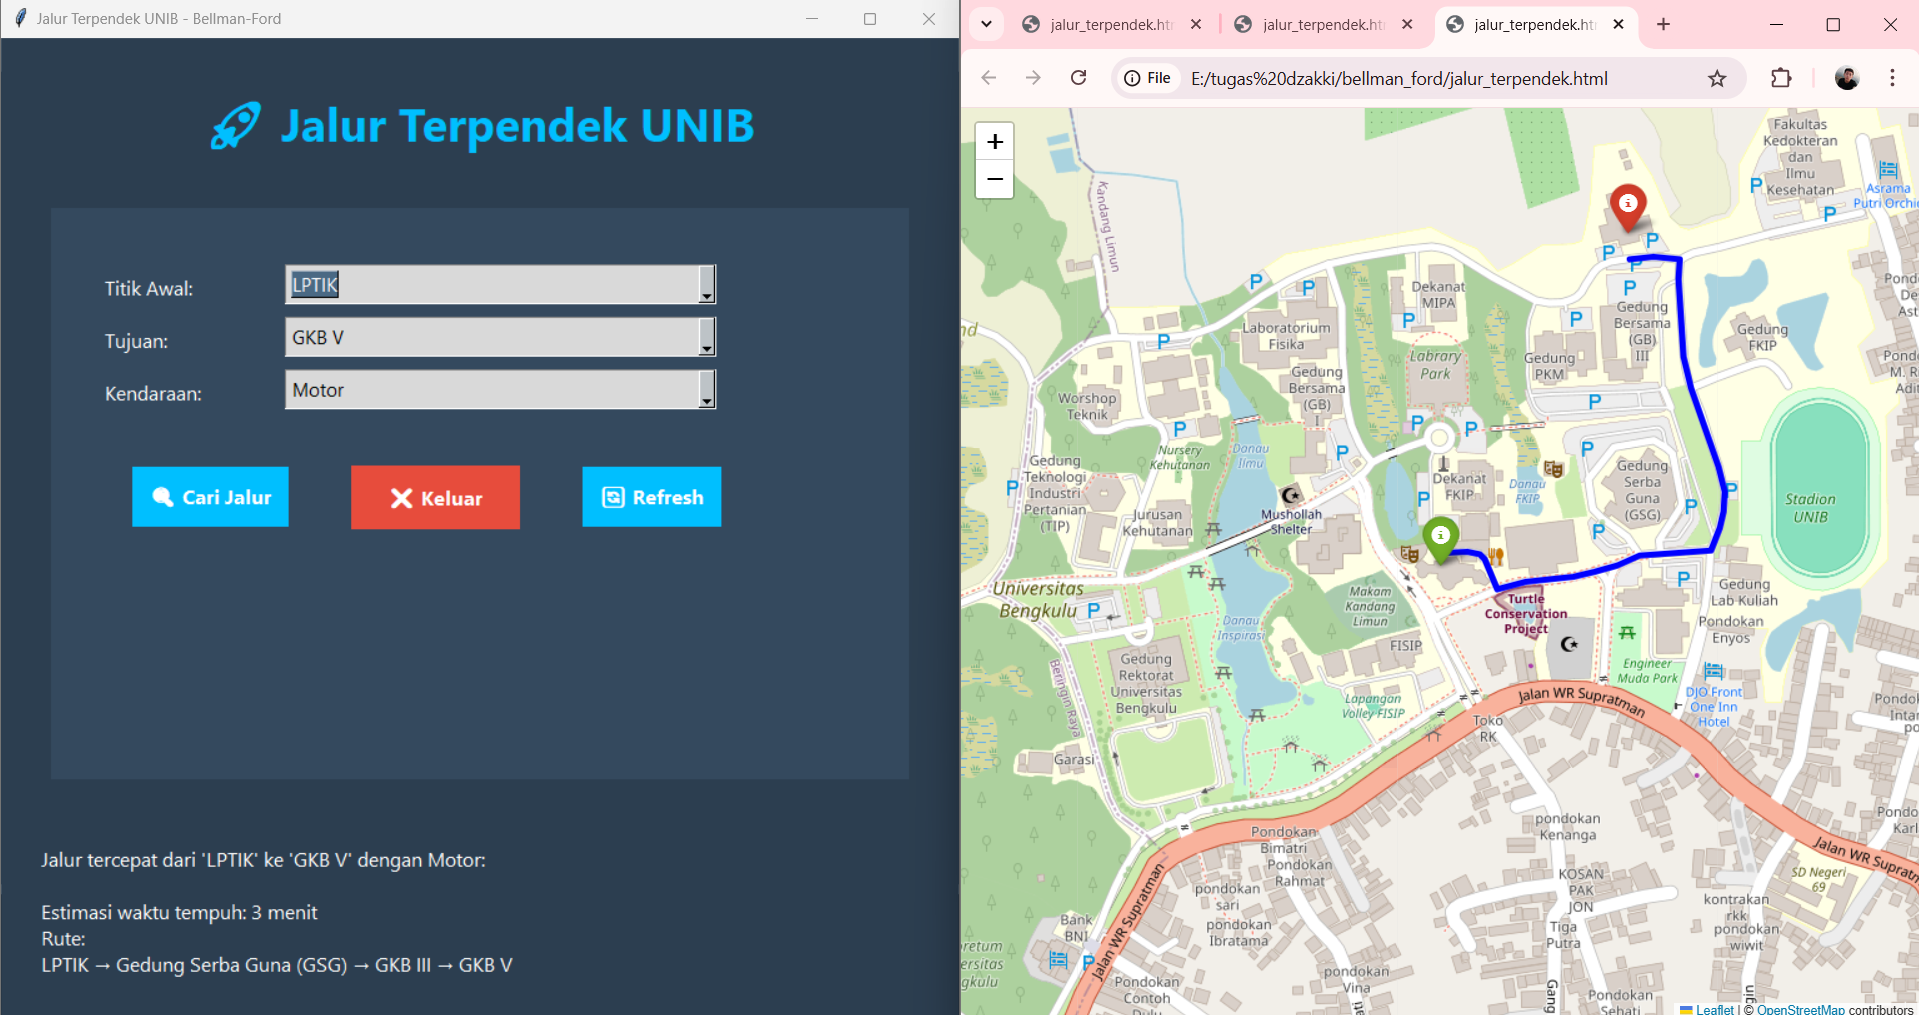 Jalur Terpendek UNIB - Bellman-Ford
Jalur Terpendek UNIB
Titik Awal:
LPTIK
Tujuan:
GKB V
Kendaraan:
Motor
Cari Jalur
Keluar
Refresh
Jalur tercepat dari 'LPTIK' ke 'GKB V' dengan Motor:
Estimasi waktu tempuh: 3 menit
Rute:
LPTIK → Gedung Serba Guna (GSG) → GKB III → GKB V
jalur_terpendek.ht
jalur_terpendek.ht
jalur_terpendek.ht
File
E:/tugas%20dzakki/bellman_ford/jalur_terpendek.html
+
−
Kandang Limun
Fakultas
Kedokteran
dan
Ilmu
Kesehatan
Asrama
Putri Orchi
Dekanat
MIPA
Laboratorium
Fisika
Gedung
Bersama
(GB)
III
Gedung
FKIP
Labrary
Park
Gedung
PKM
Gedung
Bersama
(GB)
I
Worshop
Teknik
Nursery
Kehutanan
Danau
Ilmu
Gedung
Teknologi
Industri
Pertanian
(TIP)
Jurusan
Kehutanan
Mushollah
Shelter
Dekanat
FKIP
Danau
FKIP
Gedung
Serba
Guna
(GSG)
Stadion
UNIB
Universitas
Bengkulu
Makam
Kandang
Limun
Turtle
Conservation
Project
Gedung
Lab Kuliah
Pondokan
Enyos
Danau
Inspirasi
FISIP
Gedung
Rektorat
Universitas
Bengkulu
Beringin Raya
Engineer
Muda Park
Lapangan
Volley-FISIP
DJO Front
One Inn
Hotel
Jalan WR Supratman
Toko
RK
Garasi
Pondokan
Bimatri
Pondokan
Rahmat
pondokan
Kenanga
Jalan WR Supratman
Jalan WR Supratm
SD Negeri
69
KOSAN
PAK
JON
pondokan
sari
pondokan
Ibratama
kontrakan
rkk
pondokan
wiwit
Bank
BNI
Tiga
Putra
pondokan
Vina
Pondokan
Contoh
Gang
Pondokan
Sehati
Leaflet | © OpenStreetMap contributors